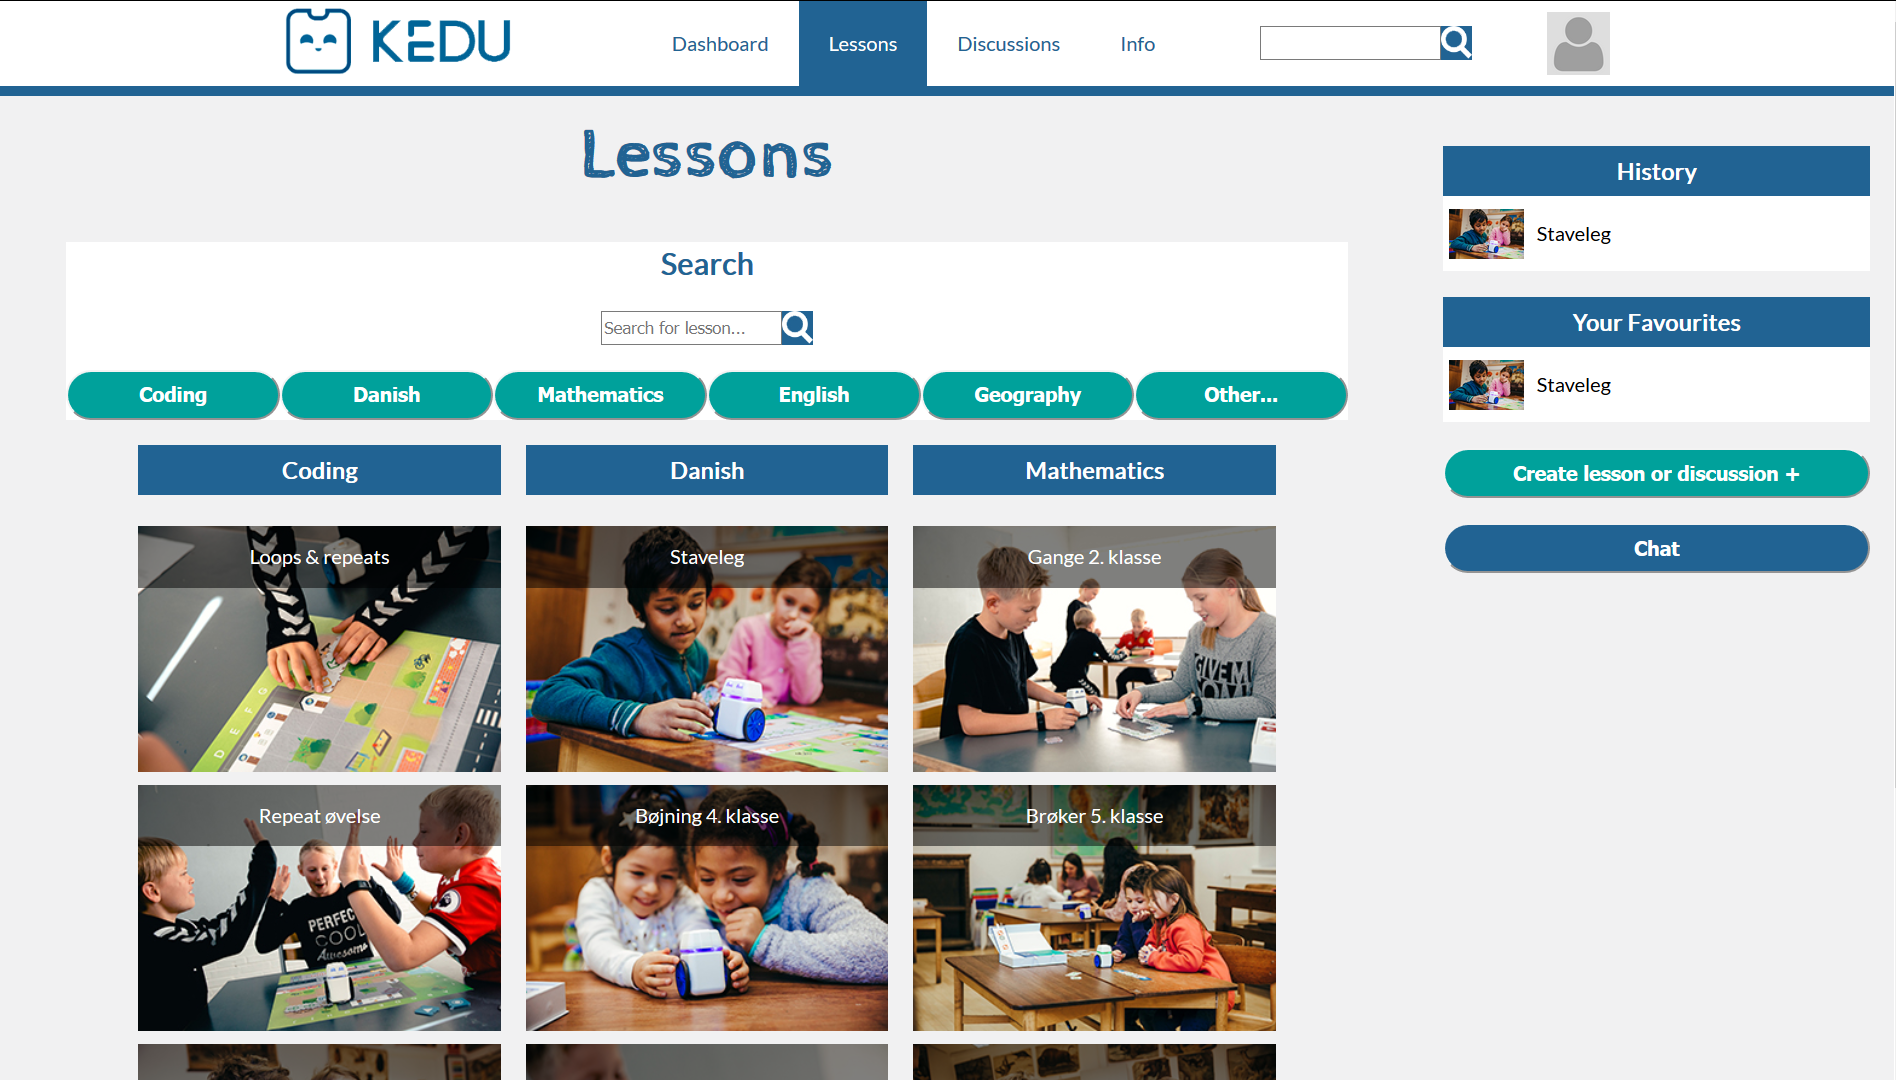 KEDU
Dashboard
Lessons
Discussions
Info
Lessons
Search
Search for lesson...
Coding
Danish
Mathematics
English
Geography
Other...
Coding
Danish
Mathematics
Loops & repeats
Staveleg
Gange 2. klasse
D E F G
GIVE M
Repeat øvelse
Bøjning 4. klasse
Brøker 5. klasse
PERFEC
COOL
Awesome
History
Staveleg
Your Favourites
Staveleg
Create lesson or discussion +
Chat